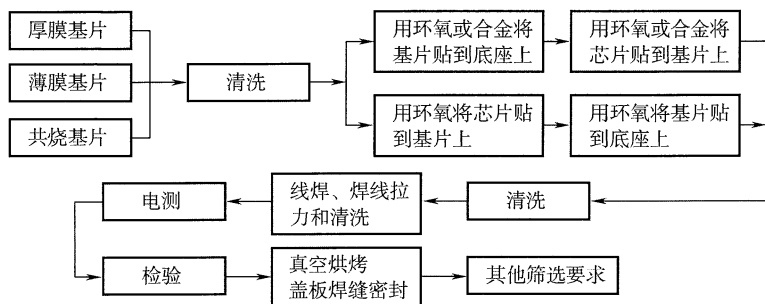 厚膜基片
薄膜基片
共烧基片
清洗
用环氧或合金将
基片贴到底座上
用环氧或合金将
芯片贴到基片上
用环氧将芯片贴
到基片上
用环氧将基片贴
到底座上
清洗
线焊、焊线拉
力和清洗
电测
检验
真空烘烤
盖板焊缝密封
其他筛选要求